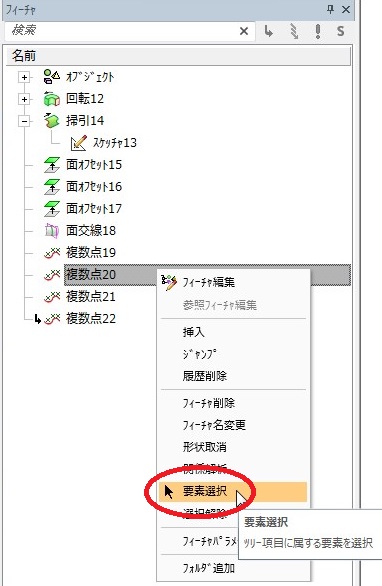 フィーチャ
検索
S
名前
ｵﾌﾞｼﾞｪｸﾄ
回転12
掃引14
ｽｹｯﾁｬ13
面ｵﾌｾｯﾄ15
面ｵﾌｾｯﾄ16
面ｵﾌｾｯﾄ17
面交線18
複数点19
複数点20
複数点21
複数点22
ﾌｨｰﾁｬ編集
参照ﾌｨｰﾁｬ編集
挿入
ｼﾞｬﾝﾌﾟ
履歴削除
ﾌｨｰﾁｬ削除
ﾌｨｰﾁｬ名変更
形状取消
関係解析
要素選択
選択解除
要素選択
ﾂﾘｰ項目に属する要素を選択
ﾌｨｰﾁｬﾊﾟﾗﾒ
ﾌｫﾙﾀﾞ追加